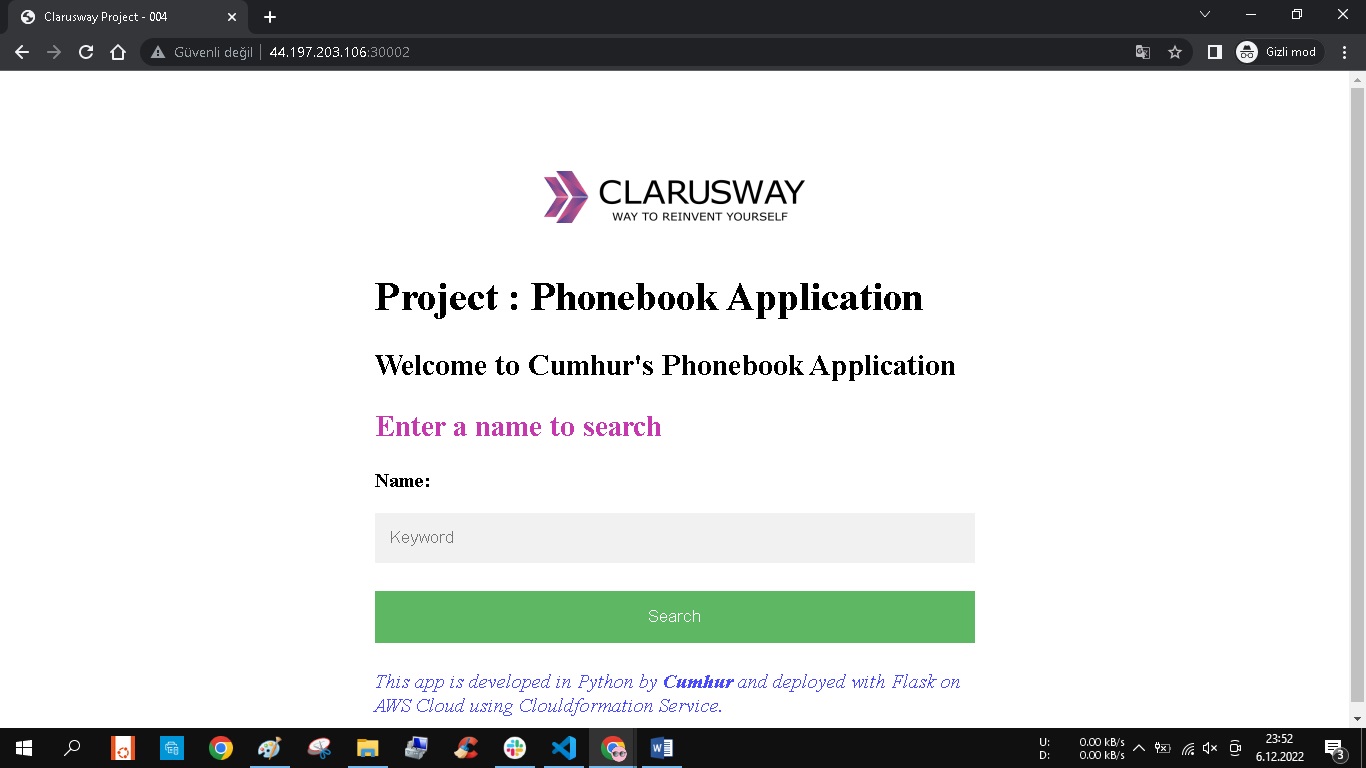 Clarusway Project - 004
Güvenli değil 44.197.203.106:30002
Gizli mod
CLARUSWAY
WAY TO REINVENT YOURSELF
Project : Phonebook Application
Welcome to Cumhur's Phonebook Application
Enter a name to search
Name:
Keyword
Search
This app is developed in Python by Cumhur and deployed with Flask on
AWS Cloud using Clouldformation Service.
U: 0.00 kB/s
D: 0.00 kB/s
23:52
6.12.2022
3